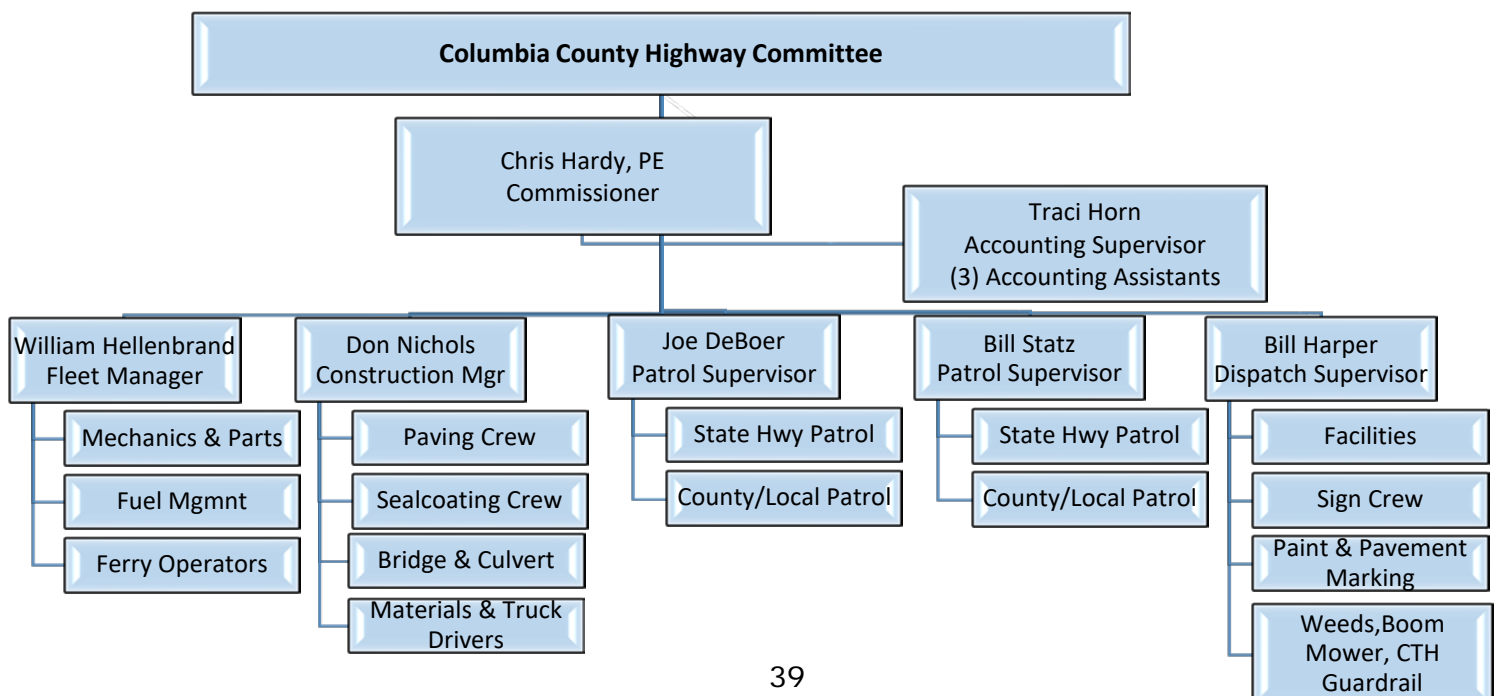 Columbia County Highway Committee
Chris Hardy, PE
Commissioner
Traci Horn
Accounting Supervisor
(3) Accounting Assistants
William Hellenbrand
Fleet Manager
Mechanics & Parts
Fuel Mgmnt
Ferry Operators
Don Nichols
Construction Mgr
Paving Crew
Sealcoating Crew
Bridge & Culvert
Materials & Truck
Drivers
Joe DeBoer
Patrol Supervisor
State Hwy Patrol
County/Local Patrol
Bill Statz
Patrol Supervisor
State Hwy Patrol
County/Local Patrol
Bill Harper
Dispatch Supervisor
Facilities
Sign Crew
Paint & Pavement
Marking
Weeds,Boom
Mower, CTH
Guardrail
39